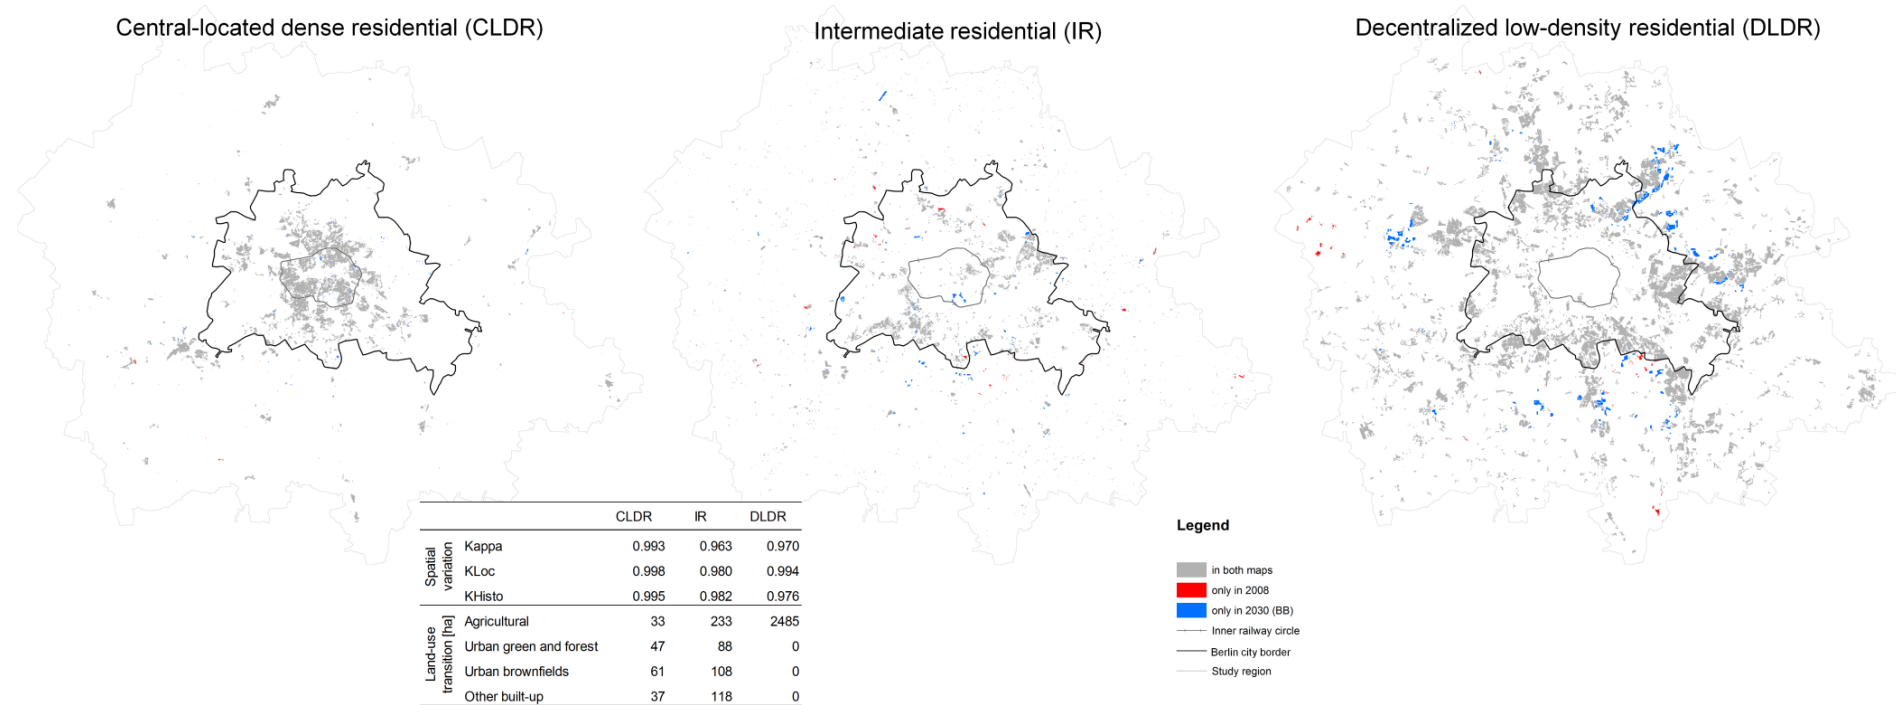 Central-located dense residential (CLDR)
Intermediate residential (IR)
Decentralized low-density residential (DLDR)
CLDR IR DLDR
Spatial variation
Kappa 0.993 0.963 0.970
KLoc 0.998 0.980 0.994
KHisto 0.995 0.982 0.976
Land-use transition [ha]
Agricultural 33 233 2485
Urban green and forest 47 88 0
Urban brownfields 61 108 0
Other built-up 37 118 0
Legend
in both maps
only in 2008
only in 2030 (BB)
Inner railway circle
Berlin city border
Study region